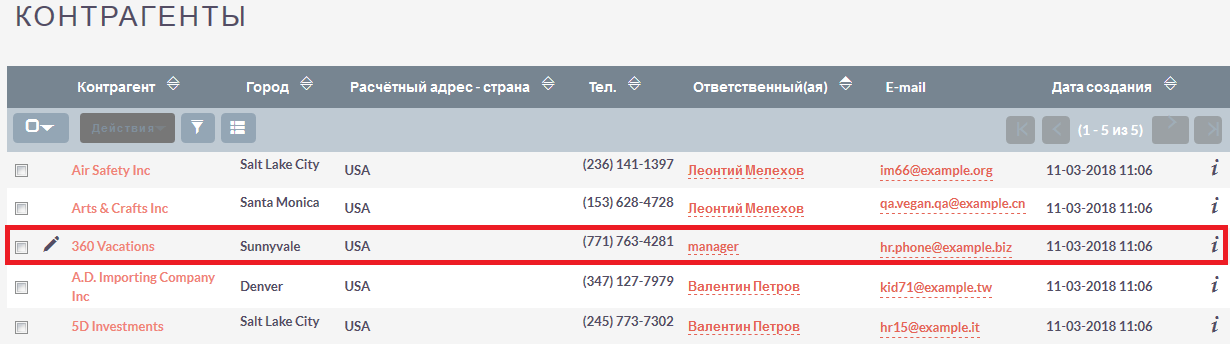 КОНТРАГЕНТЫ
Контрагент Город Расчётный адрес - страна Тел. Ответственный(ая) E-mail Дата создания
Действия (1 - 5 из 5)
Air Safety Inc Salt Lake City USA (236) 141-1397 Леонтий Мелехов im66@example.org 11-03-2018 11:06 i
Arts & Crafts Inc Santa Monica USA (153) 628-4728 Леонтий Мелехов qa.vegan.qa@example.cn 11-03-2018 11:06 i
360 Vacations Sunnyvale USA (771) 763-4281 manager hr.phone@example.biz 11-03-2018 11:06 i
A.D. Importing Company
Inc Denver USA (347) 127-7979 Валентин Петров kid71@example.tw 11-03-2018 11:06 i
5D Investments Salt Lake City USA (245) 773-7302 Валентин Петров hr15@example.it 11-03-2018 11:06 i